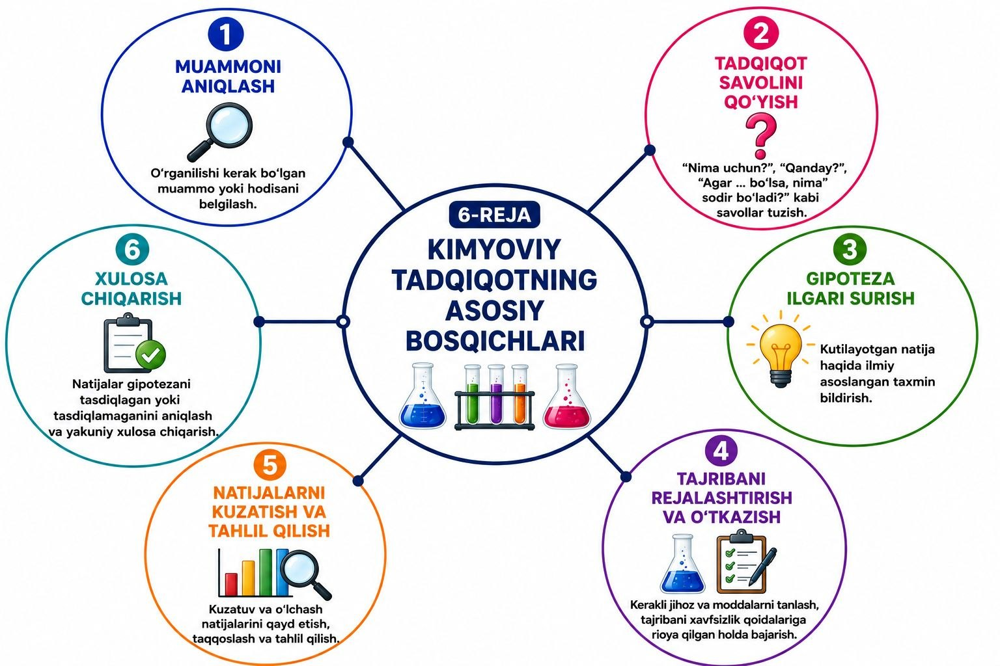 6-REJA
KIMYOVIY
TADQIQOTNING
ASOSIY
BOSQICHLARI
1
MUAMMONI
ANIQLASH
O‘rganilishi kerak bo‘lgan
muammo yoki hodisani
belgilash.
2
TADQIQOT
SAVOLINI
QO‘YISH
?
“Nima uchun?”, “Qanday?”,
“Agar ... bo‘lsa, nima”
sodir bo‘ladi?” kabi
savollar tuzish.
3
GIPOTEZA
ILGARI SURISH
Kutilayotgan natija
haqida ilmiy
asoslangan taxmin
bildirish.
4
TAJRIBANI
REJALASHTIRISH
VA O‘TKAZISH
Kerakli jihoz va moddalarni tanlash,
tajribani xavfsizlik qoidalariga
rioya qilgan holda bajarish.
5
NATIJALARNI
KUZATISH VA
TAHLIL QILISH
Kuzatuv va o‘lchash
natijalarini qayd etish,
taqqoslash va tahlil qilish.
6
XULOSA
CHIQARISH
Natijalar gipotezani
tasdiqlagan yoki
tasdiqlamaganini aniqlash
va yakuniy xulosa chiqarish.